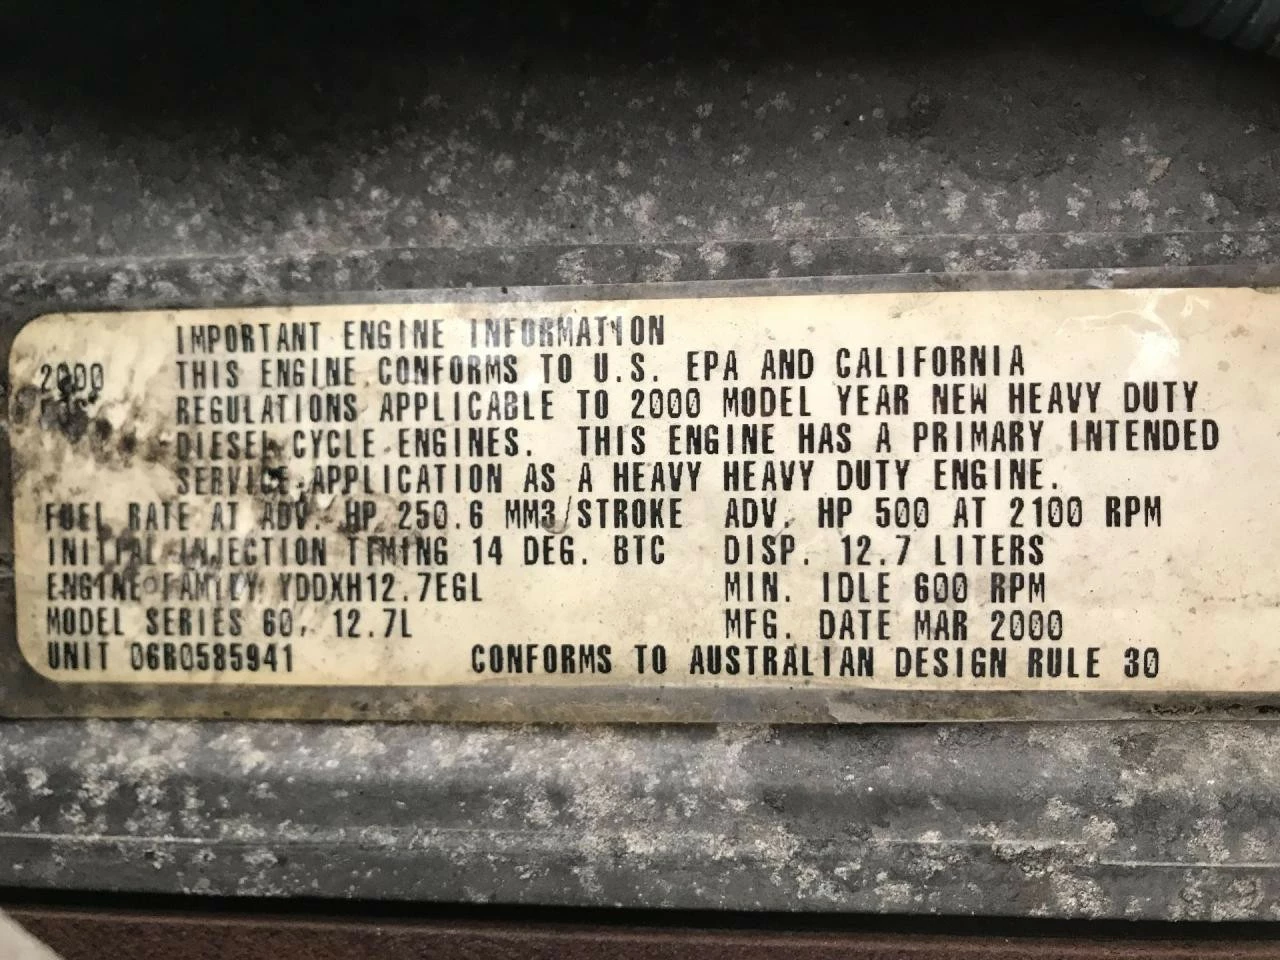 IMPORTANT ENGINE INFORMATION
2000 THIS ENGINE CONFORMS TO U.S. EPA AND CALIFORNIA
REGULATIONS APPLICABLE TO 2000 MODEL YEAR NEW HEAVY DUTY
DIESEL CYCLE ENGINES. THIS ENGINE HAS A PRIMARY INTENDED
SERVICE APPLICATION AS A HEAVY HEAVY DUTY ENGINE.
FUEL RATE AT ADV. HP 250.6 MM3/STROKE ADV. HP 500 AT 2100 RPM
INITIAL INJECTION TIMING 14 DEG. BTC DISP. 12.7 LITERS
ENGINE FAMILY YDDXH12.7EGL MIN. IDLE 600 RPM
MODEL SERIES 60, 12.7L MFG. DATE MAR 2000
UNIT 06R0585941 CONFORMS TO AUSTRALIAN DESIGN RULE 30